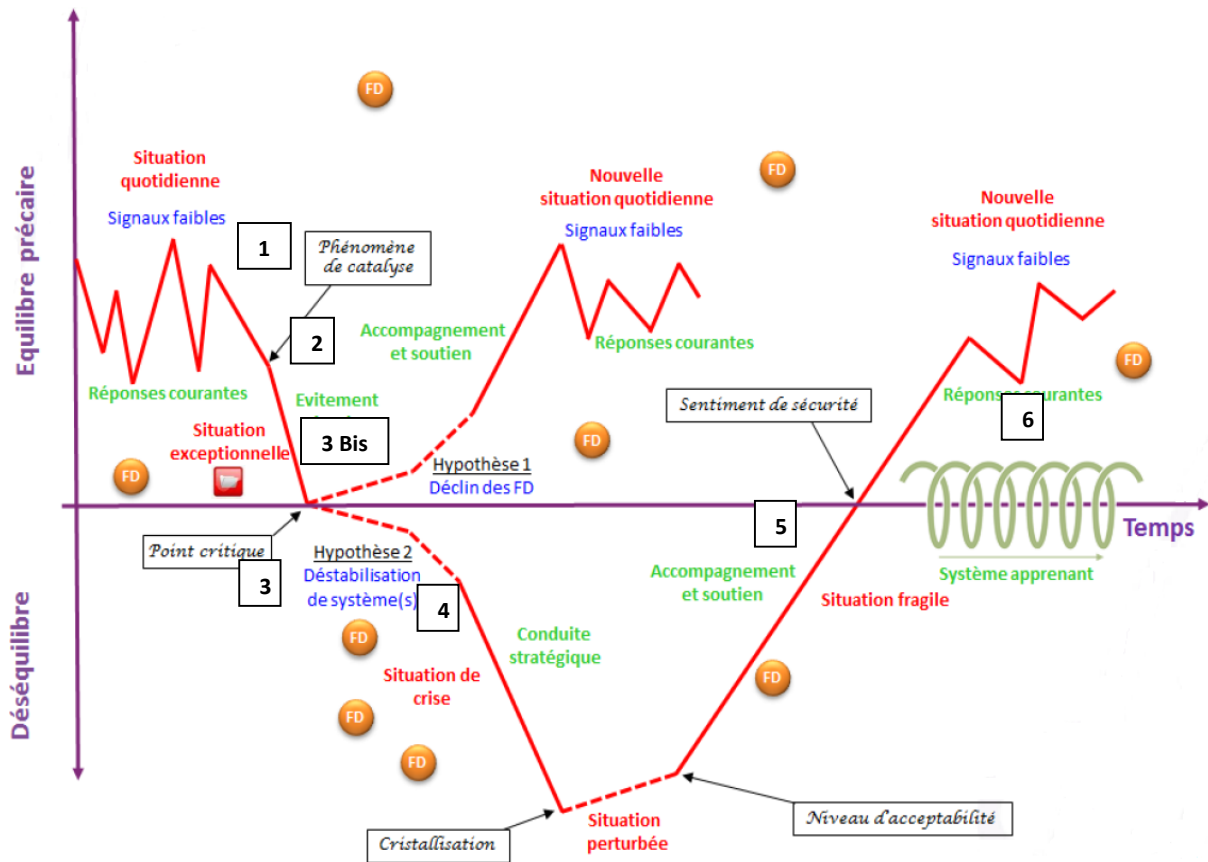 Equilibre précaire
Déséquilibre
FD
FD
Situation
quotidienne
Signaux faibles
1
Phénomène
de catalyse
2
Réponses courantes
Evitement
3 Bis
Situation
exceptionnelle
FD
Nouvelle
situation quotidienne
Signaux faibles
Accompagnement
et soutien
Réponses courantes
FD
Hypothèse 1
Déclin des FD
Nouvelle
situation quotidienne
Signaux faibles
FD
Sentiment de sécurité
Réponses courantes
6
Temps
Système apprenant
Point critique
3
Hypothèse 2
Déstabilisation
de système(s)
4
5
Accompagnement
et soutien
Situation fragile
FD
FD
FD
FD
Situation de
crise
Conduite
stratégique
Cristallisation
Situation
perturbée
Niveau d'acceptabilité